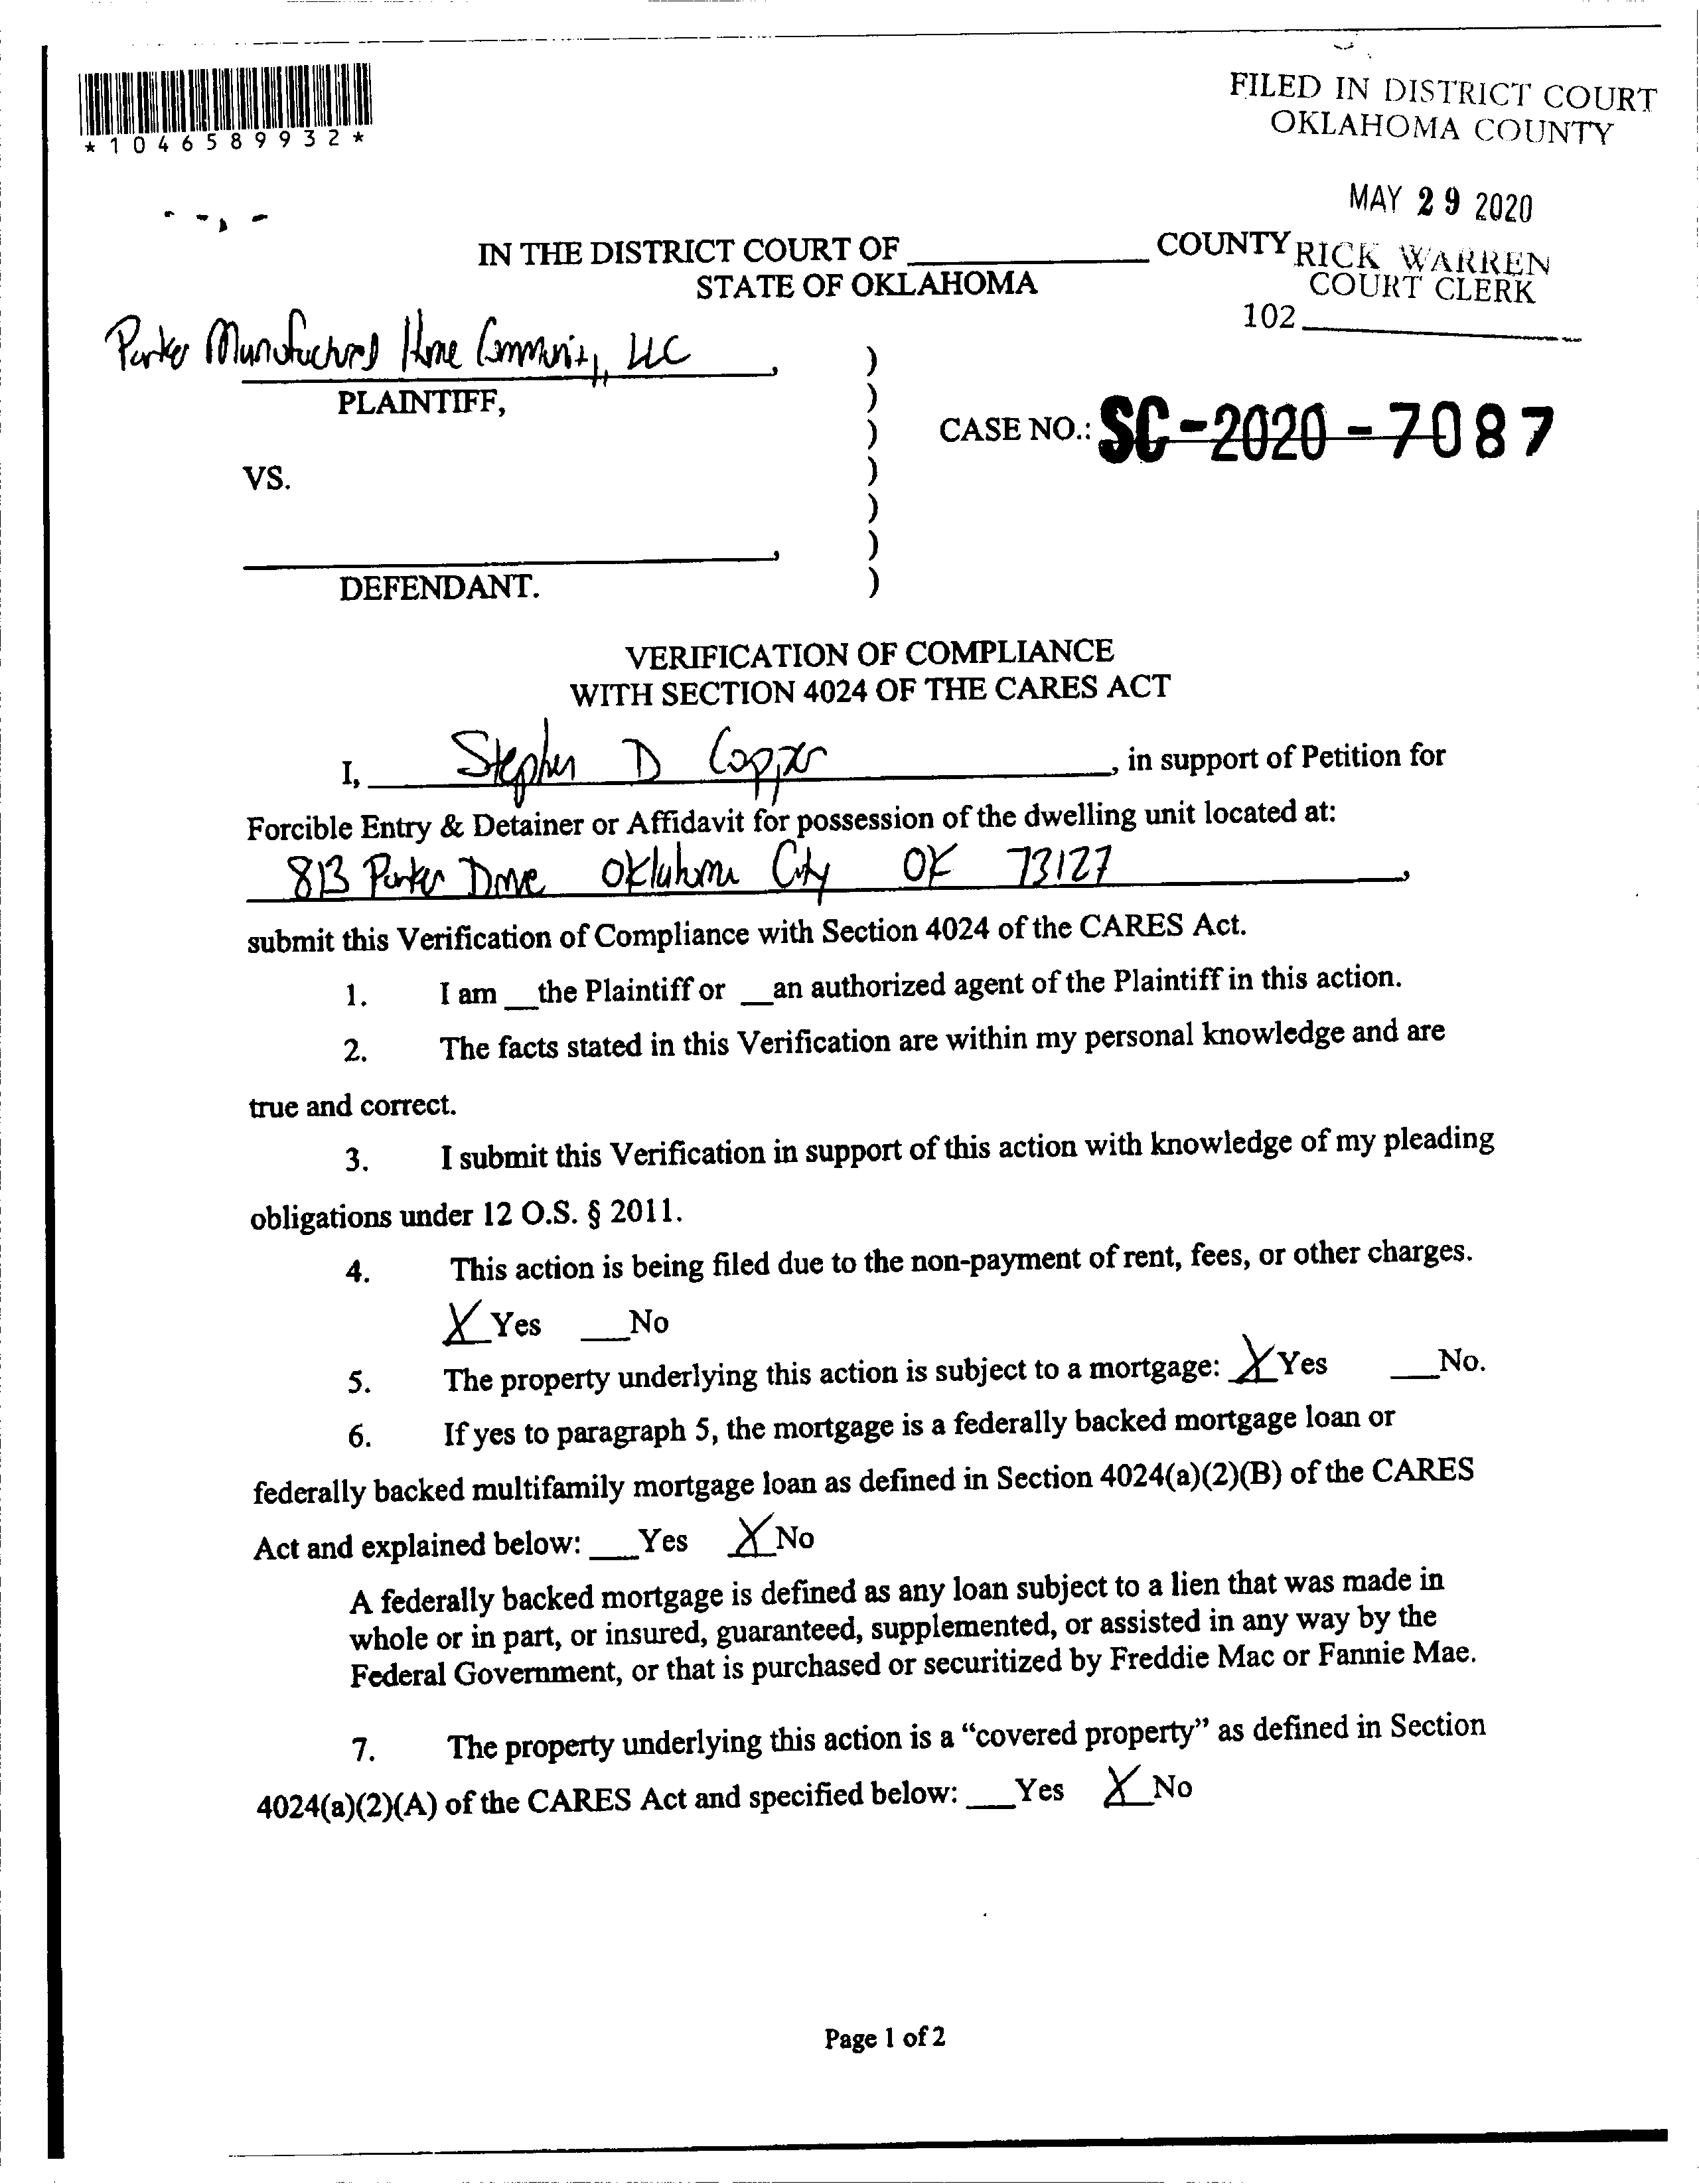 *1046589932*
FILED IN DISTRICT COURT
OKLAHOMA COUNTY
MAY 29 2020
RICK WARREN
COURT CLERK
102
IN THE DISTRICT COURT OF ____________ COUNTY
STATE OF OKLAHOMA
Parker Manufactured Home Community, LLC,
PLAINTIFF,
CASE NO.: SC-2020-7087
VS.
DEFENDANT.
VERIFICATION OF COMPLIANCE
WITH SECTION 4024 OF THE CARES ACT
I, Stephen D, in support of Petition for
Forcible Entry & Detainer or Affidavit for possession of the dwelling unit located at:
813 Parker Drive Oklahoma City OK 73127,
submit this Verification of Compliance with Section 4024 of the CARES Act.
1. I am __the Plaintiff or __an authorized agent of the Plaintiff in this action.
2. The facts stated in this Verification are within my personal knowledge and are
true and correct.
3. I submit this Verification in support of this action with knowledge of my pleading
obligations under 12 O.S. § 2011.
4. This action is being filed due to the non-payment of rent, fees, or other charges.
X Yes ___No
5. The property underlying this action is subject to a mortgage: X Yes ___No.
6. If yes to paragraph 5, the mortgage is a federally backed mortgage loan or
federally backed multifamily mortgage loan as defined in Section 4024(a)(2)(B) of the CARES
Act and explained below: ___Yes X No
A federally backed mortgage is defined as any loan subject to a lien that was made in
whole or in part, or insured, guaranteed, supplemented, or assisted in any way by the
Federal Government, or that is purchased or securitized by Freddie Mac or Fannie Mae.
7. The property underlying this action is a “covered property” as defined in Section
4024(a)(2)(A) of the CARES Act and specified below: ___Yes X No
Page 1 of 2